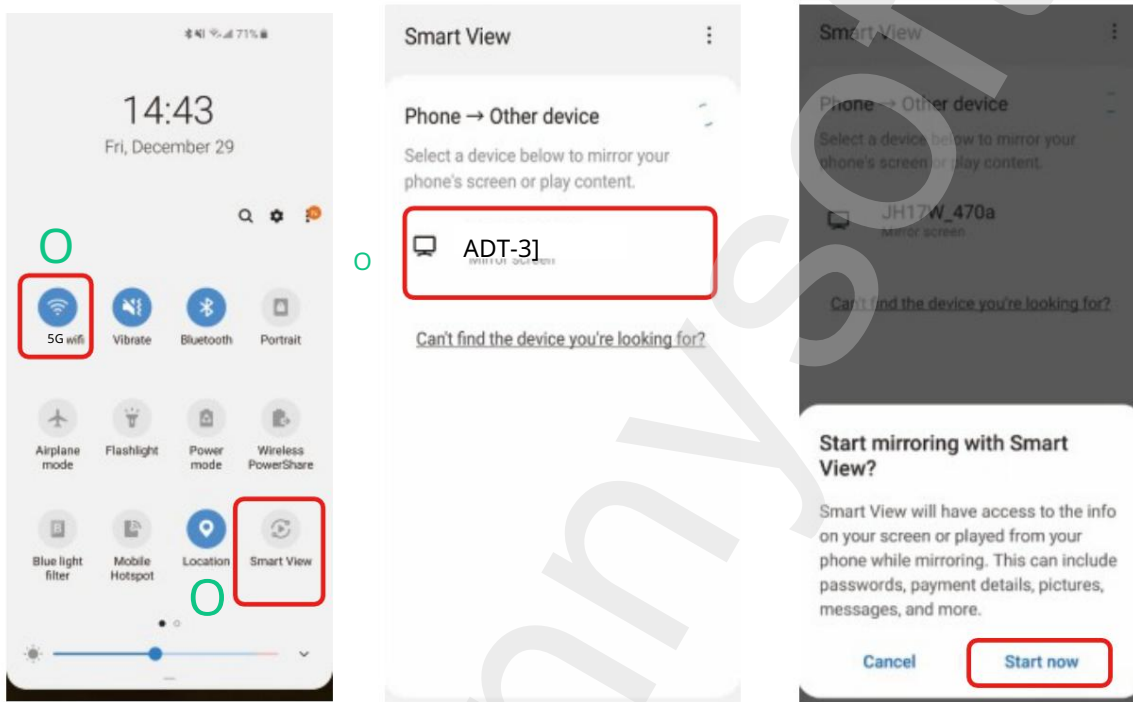 71%
14:43
Fri, December 29
O
5G wifi
Vibrate
Bluetooth
Portrait
Airplane
mode
Flashlight
Power
mode
Wireless
PowerShare
Blue light
filter
Mobile
Hotspot
Location
Smart View
O
Smart View
Phone → Other device
Select a device below to mirror your
phone's screen or play content.
O
ADT-3]
Mirror screen
Can't find the device you're looking for?
Smart View
Phone → Other device
Select a device below to mirror your
phone's screen or play content.
JH17W_470a
Mirror screen
Can't find the device you're looking for?
Start mirroring with Smart
View?
Smart View will have access to the info
on your screen or played from your
phone while mirroring. This can include
passwords, payment details, pictures,
messages, and more.
Cancel
Start now